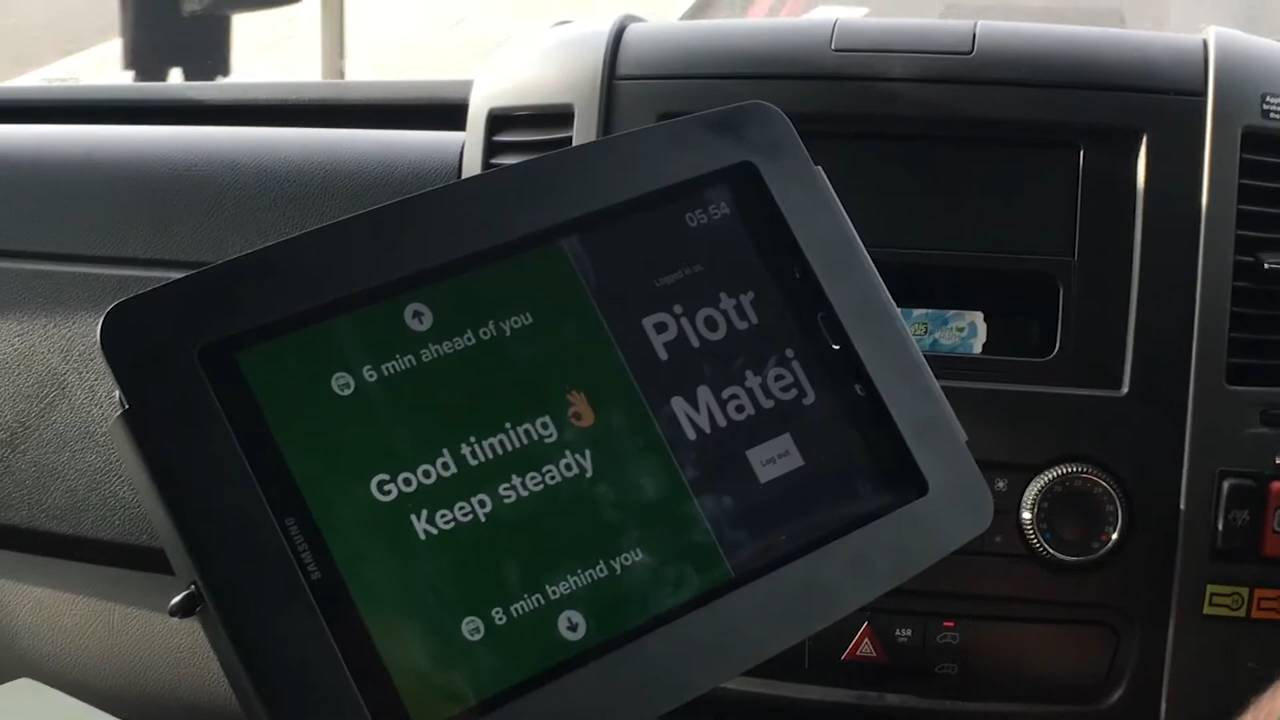 6 min ahead of you
Good timing 👌
Keep steady
8 min behind you
05:54
Logged in as
Piotr
Matej
Log out
SAMSUNG
ASR
OFF